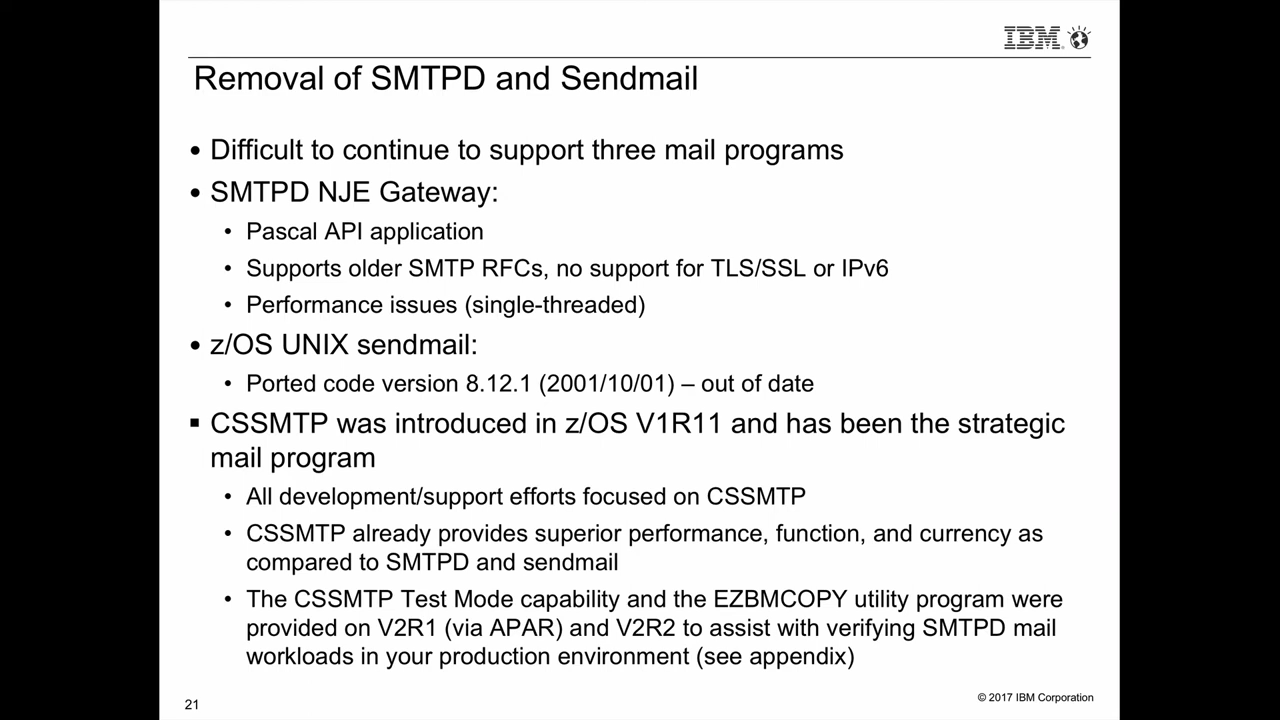 IBM
Removal of SMTPD and Sendmail
• Difficult to continue to support three mail programs
• SMTPD NJE Gateway:
• Pascal API application
• Supports older SMTP RFCs, no support for TLS/SSL or IPv6
• Performance issues (single-threaded)
• z/OS UNIX sendmail:
• Ported code version 8.12.1 (2001/10/01) – out of date
▪ CSSMTP was introduced in z/OS V1R11 and has been the strategic
mail program
• All development/support efforts focused on CSSMTP
• CSSMTP already provides superior performance, function, and currency as
compared to SMTPD and sendmail
• The CSSMTP Test Mode capability and the EZBMCOPY utility program were
provided on V2R1 (via APAR) and V2R2 to assist with verifying SMTPD mail
workloads in your production environment (see appendix)
21
© 2017 IBM Corporation